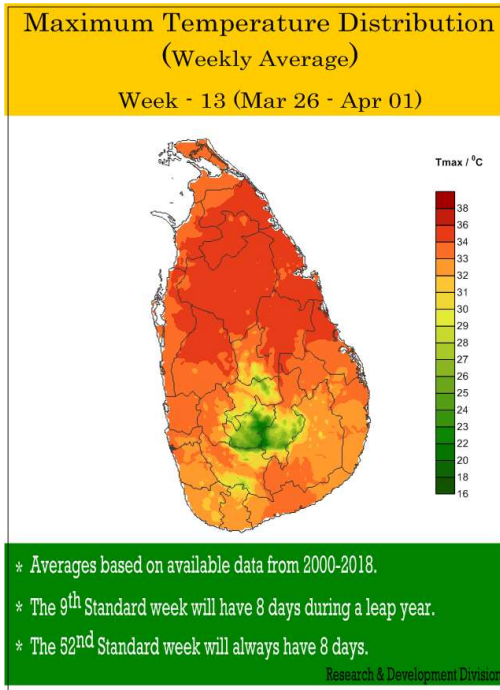 Maximum Temperature Distribution
(Weekly Average)
Week - 13 (Mar 26 - Apr 01)
Tmax / ⁰C
38
36
34
33
32
31
30
29
28
27
26
25
24
23
22
20
18
16
* Averages based on available data from 2000-2018.
* The 9th Standard week will have 8 days during a leap year.
* The 52nd Standard week will always have 8 days.
Research & Development Division